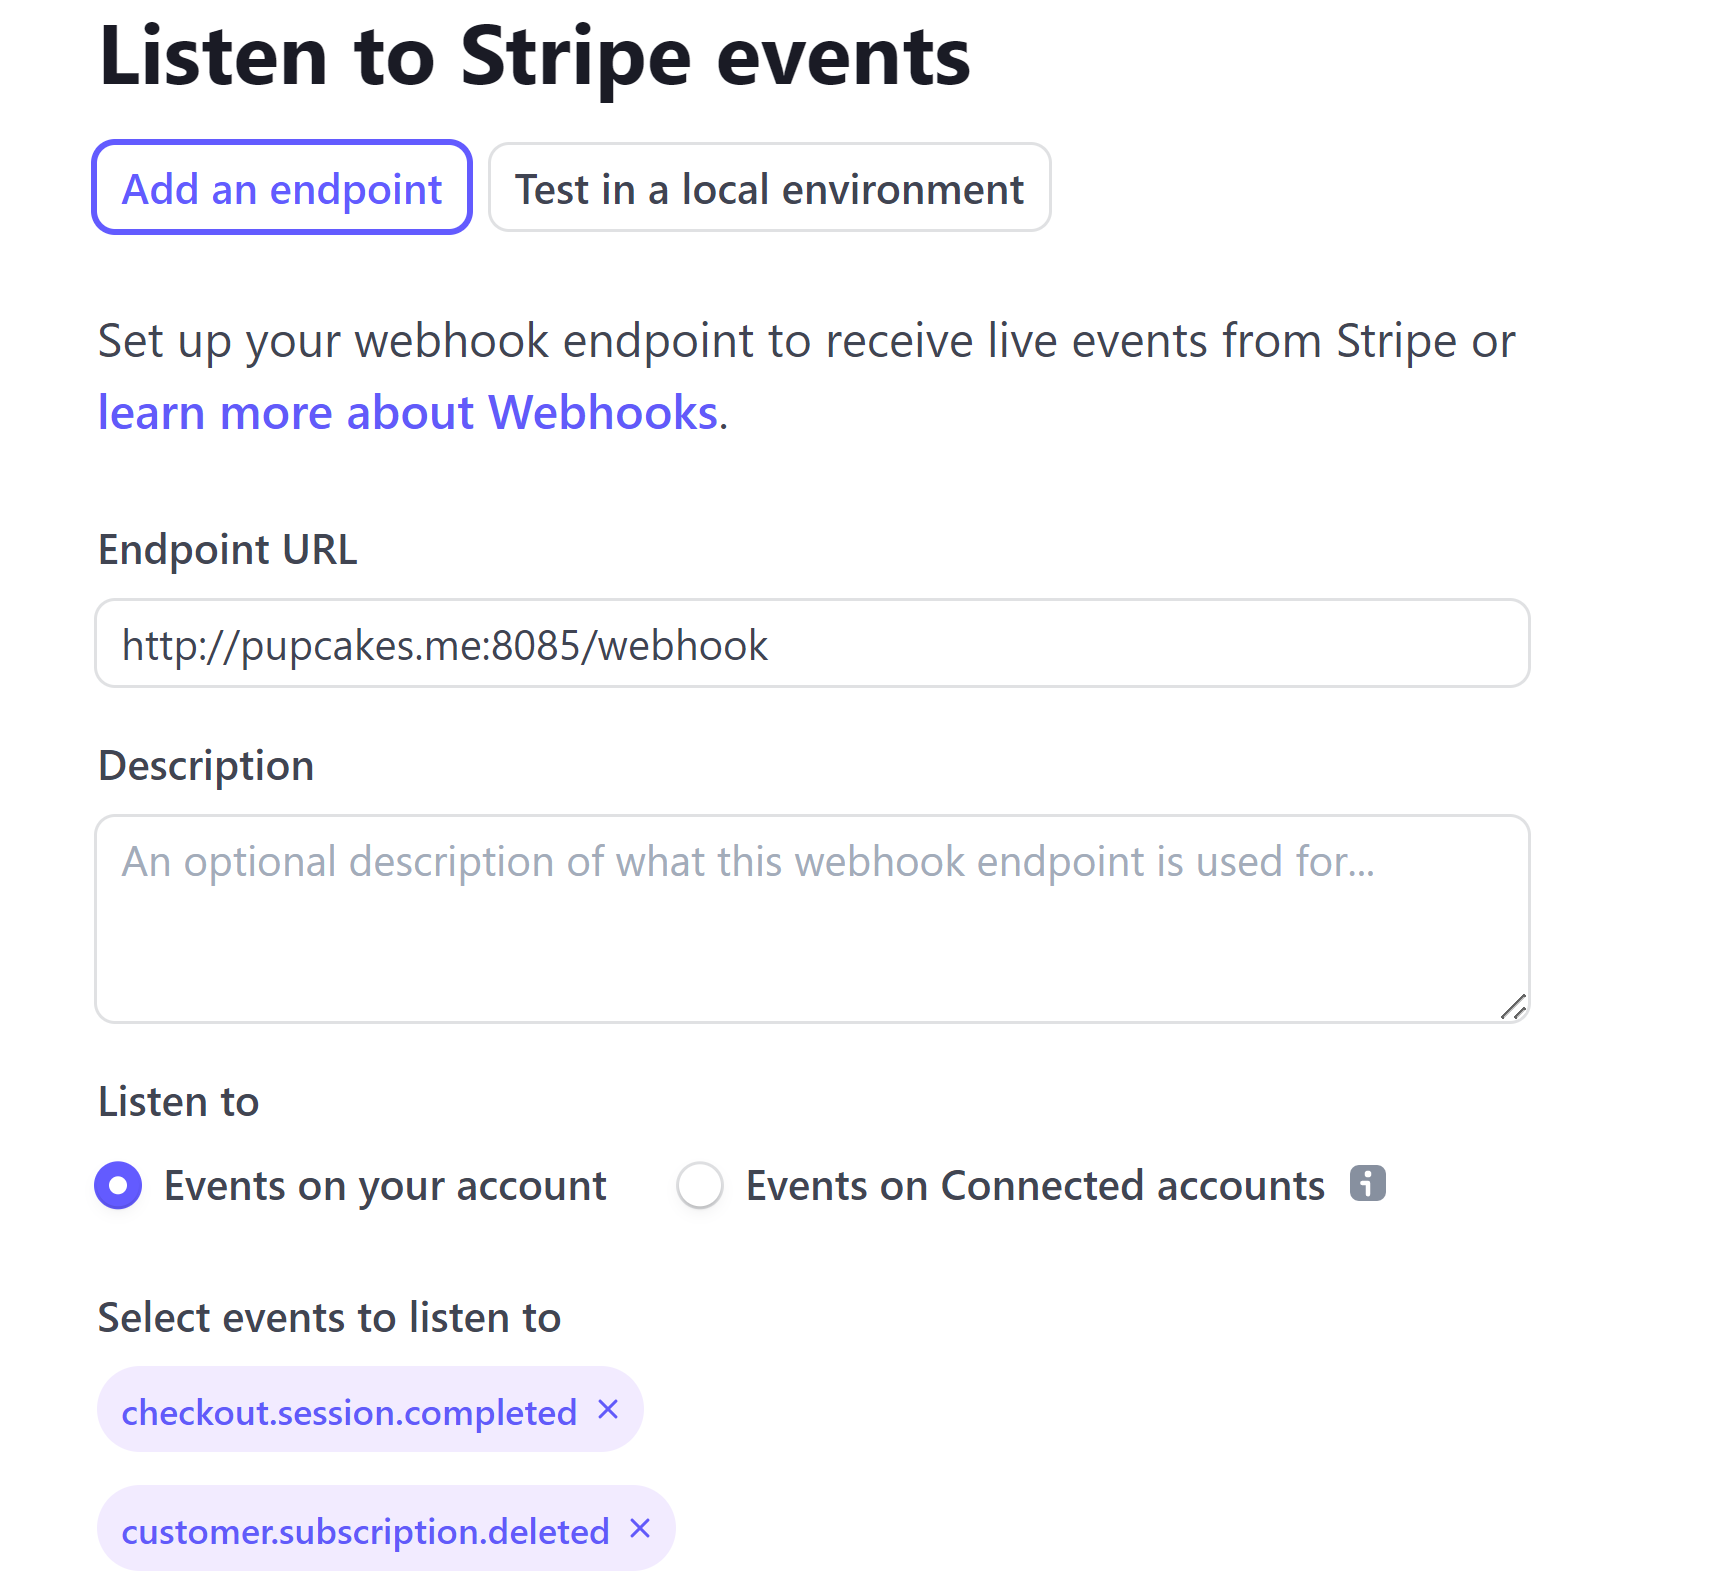 Listen to Stripe events
Add an endpoint
Test in a local environment
Set up your webhook endpoint to receive live events from Stripe or
learn more about Webhooks.
Endpoint URL
http://pupcakes.me:8085/webhook
Description
An optional description of what this webhook endpoint is used for...
Listen to
Events on your account
Events on Connected accounts
Select events to listen to
checkout.session.completed ×
customer.subscription.deleted ×